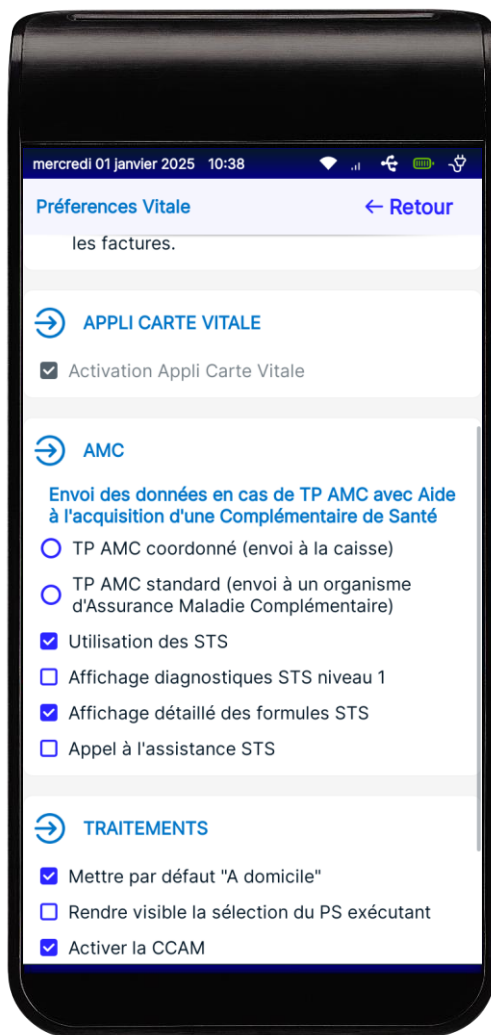 mercredi 01 janvier 2025 10:38
Préferences Vitale
← Retour
les factures.
APPLI CARTE VITALE
Activation Appli Carte Vitale
AMC
Envoi des données en cas de TP AMC avec Aide
à l'acquisition d'une Complémentaire de Santé
TP AMC coordonné (envoi à la caisse)
TP AMC standard (envoi à un organisme
d'Assurance Maladie Complémentaire)
Utilisation des STS
Affichage diagnostiques STS niveau 1
Affichage détaillé des formules STS
Appel à l'assistance STS
TRAITEMENTS
Mettre par défaut "A domicile"
Rendre visible la sélection du PS exécutant
Activer la CCAM